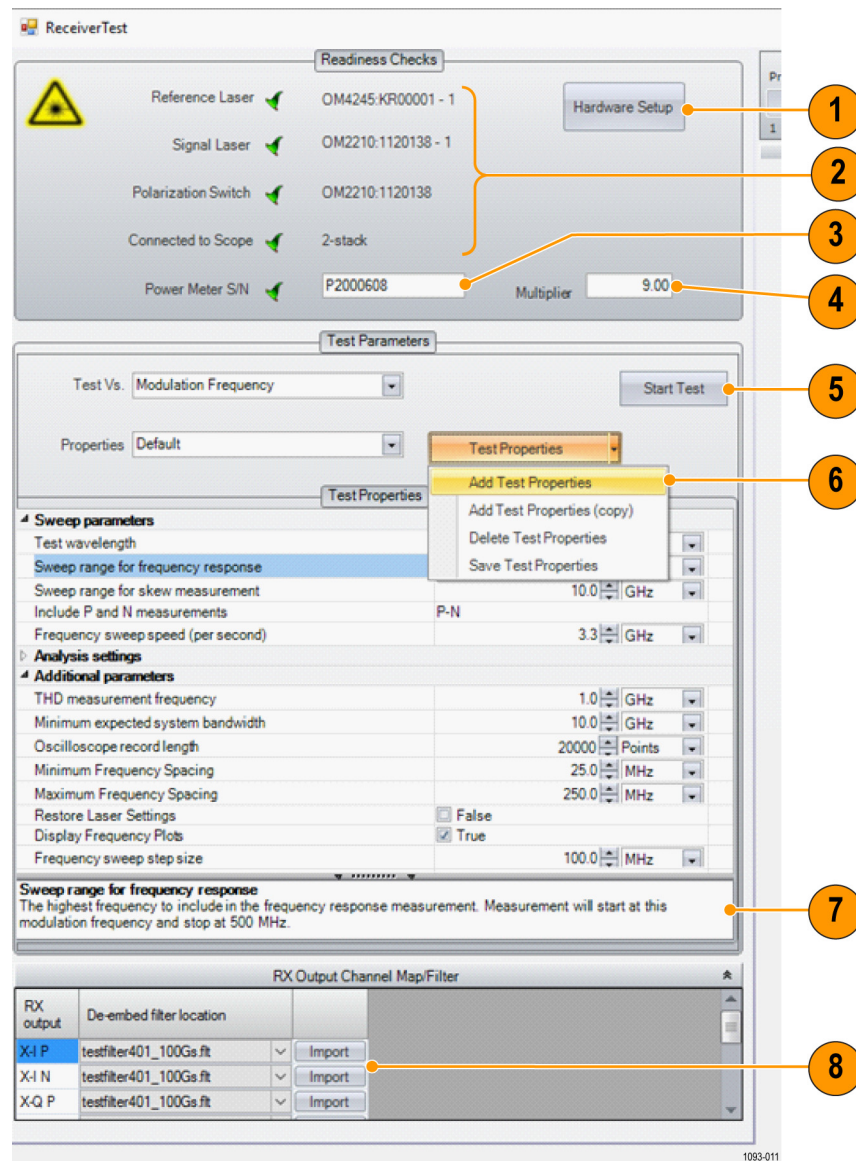 ReceiverTest
Readiness Checks
Pr
Reference Laser OM4245:KR00001 - 1
Hardware Setup
1
1
Signal Laser OM2210:1120138 - 1
2
Polarization Switch OM2210:1120138
Connected to Scope 2-stack
3
Power Meter S/N P2000608 Multiplier 9.00
4
Test Parameters
Test Vs. Modulation Frequency Start Test
5
Properties Default Test Properties
Add Test Properties
6
Test Properties
Add Test Properties (copy)
Delete Test Properties
Save Test Properties
Sweep parameters
Test wavelength
Sweep range for frequency response
Sweep range for skew measurement 10.0 GHz
Include P and N measurements P-N
Frequency sweep speed (per second) 3.3 GHz
Analysis settings
Additional parameters
THD measurement frequency 1.0 GHz
Minimum expected system bandwidth 10.0 GHz
Oscilloscope record length 20000 Points
Minimum Frequency Spacing 25.0 MHz
Maximum Frequency Spacing 250.0 MHz
Restore Laser Settings False
Display Frequency Plots True
Frequency sweep step size 100.0 MHz
Sweep range for frequency response
The highest frequency to include in the frequency response measurement. Measurement will start at this
modulation frequency and stop at 500 MHz.
7
RX Output Channel Map/Filter
RX output De-embed filter location
X-I P testfilter401_100Gs.flt Import
8
X-I N testfilter401_100Gs.flt Import
X-Q P testfilter401_100Gs.flt Import
1093-011